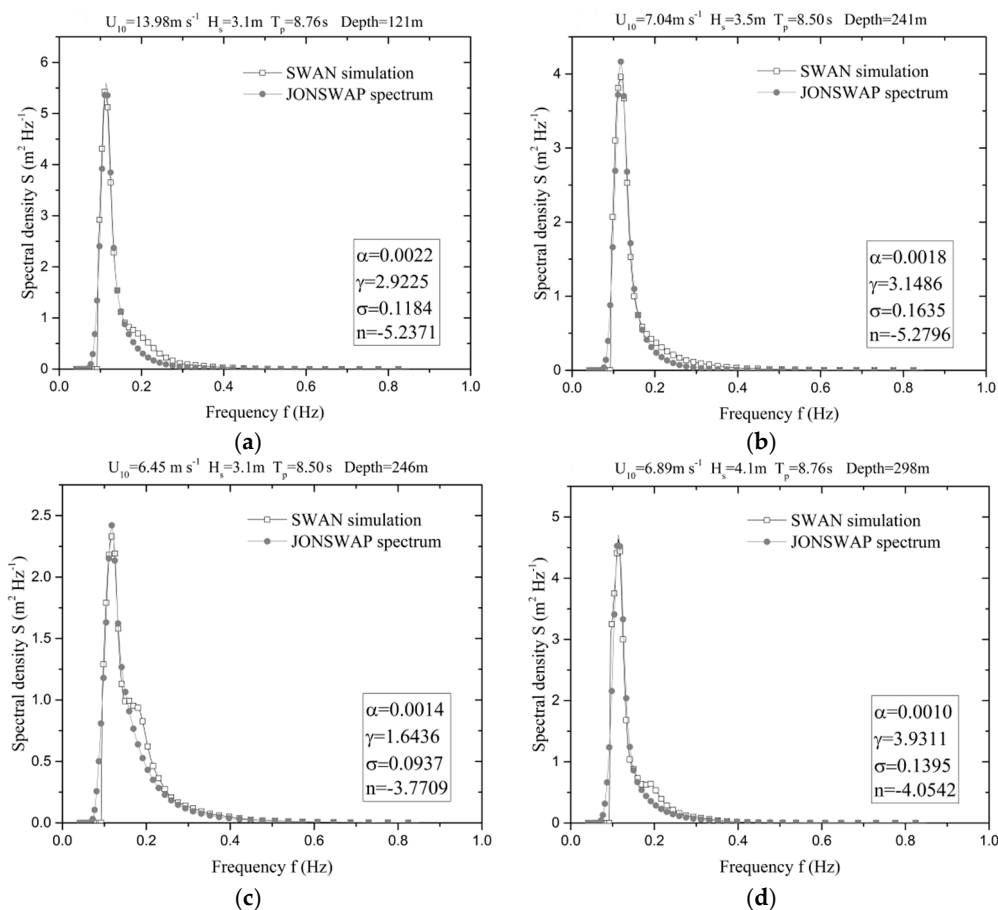 U₁₀=13.98m s⁻¹ Hₛ=3.1m Tₚ=8.76s Depth=121m
6
5
4
3
2
1
0
0.0 0.2 0.4 0.6 0.8 1.0
Spectral density S (m² Hz⁻¹)
Frequency f (Hz)
SWAN simulation
JONSWAP spectrum
α=0.0022
γ=2.9225
σ=0.1184
n=-5.2371
(a)
U₁₀=7.04m s⁻¹ Hₛ=3.5m Tₚ=8.50s Depth=241m
4
3
2
1
0
0.0 0.2 0.4 0.6 0.8 1.0
Spectral density S (m² Hz⁻¹)
Frequency f (Hz)
SWAN simulation
JONSWAP spectrum
α=0.0018
γ=3.1486
σ=0.1635
n=-5.2796
(b)
U₁₀=6.45 m s⁻¹ Hₛ=3.1m Tₚ=8.50s Depth=246m
2.5
2.0
1.5
1.0
0.5
0.0
0.0 0.2 0.4 0.6 0.8 1.0
Spectral density S (m² Hz⁻¹)
Frequency f (Hz)
SWAN simulation
JONSWAP spectrum
α=0.0014
γ=1.6436
σ=0.0937
n=-3.7709
(c)
U₁₀=6.89m s⁻¹ Hₛ=4.1m Tₚ=8.76s Depth=298m
5
4
3
2
1
0
0.0 0.2 0.4 0.6 0.8 1.0
Spectral density S (m² Hz⁻¹)
Frequency f (Hz)
SWAN simulation
JONSWAP spectrum
α=0.0010
γ=3.9311
σ=0.1395
n=-4.0542
(d)